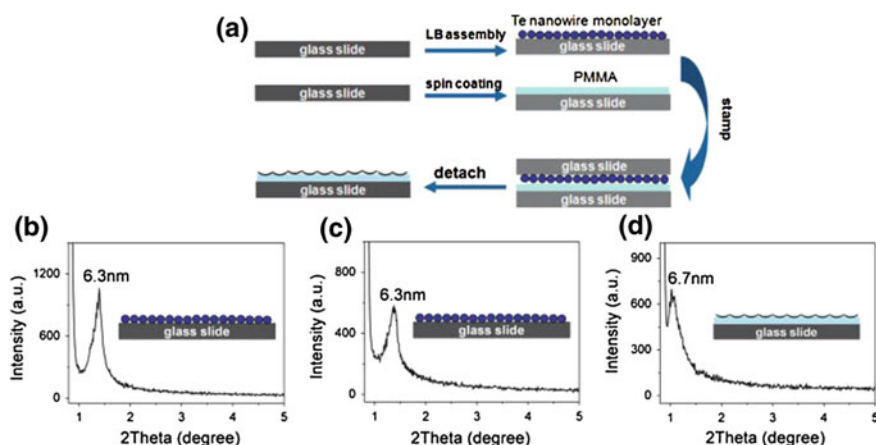 (a)
LB assembly
Te nanowire monolayer
glass slide
glass slide
spin coating
PMMA
glass slide
glass slide
stamp
detach
glass slide
glass slide
glass slide
(b)
Intensity (a.u.)
1200
600
0
6.3nm
glass slide
1 2 3 4 5
2Theta (degree)
(c)
Intensity (a.u.)
800
400
0
6.3nm
glass slide
1 2 3 4 5
2Theta (degree)
(d)
Intensity (a.u.)
900
600
300
0
6.7nm
glass slide
1 2 3 4 5
2Theta (degree)